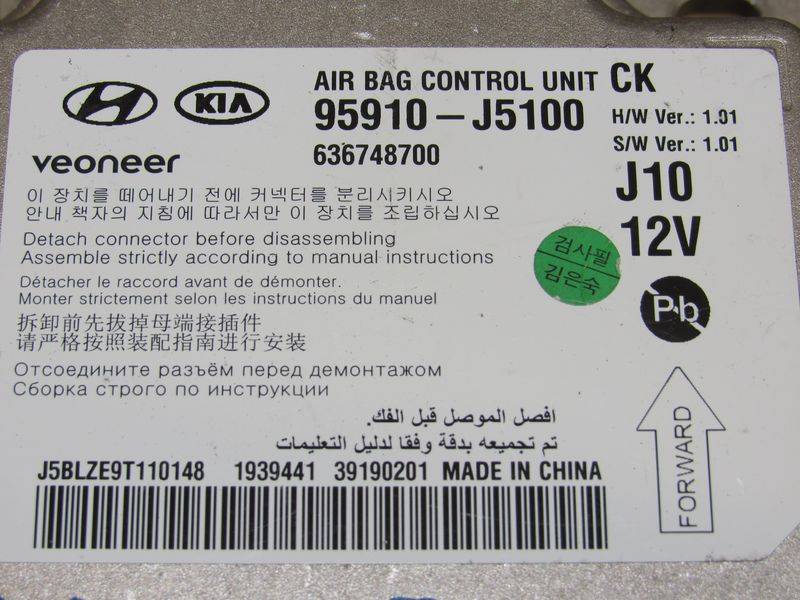 KIA
AIR BAG CONTROL UNIT CK
95910-J5100
H/W Ver.: 1.01
S/W Ver.: 1.01
veoneer
636748700
J10
12V
이 장치를 떼어내기 전에 커넥터를 분리시키시오
안내 책자의 지침에 따라서만 이 장치를 조립하십시오
Detach connector before disassembling
Assemble strictly according to manual instructions
검사필
김은숙
Pb
Détacher le raccord avant de démonter.
Monter strictement selon les instructions du manuel
拆卸前先拔掉母端接插件
请严格按照装配指南进行安装
Отсоедините разъём перед демонтажом
Сборка строго по инструкции
افصل الموصل قبل الفك.
تم تجميعه بدقة وفقا لدليل التعليمات
FORWARD
J5BLZE9T110148 1939441 39190201 MADE IN CHINA